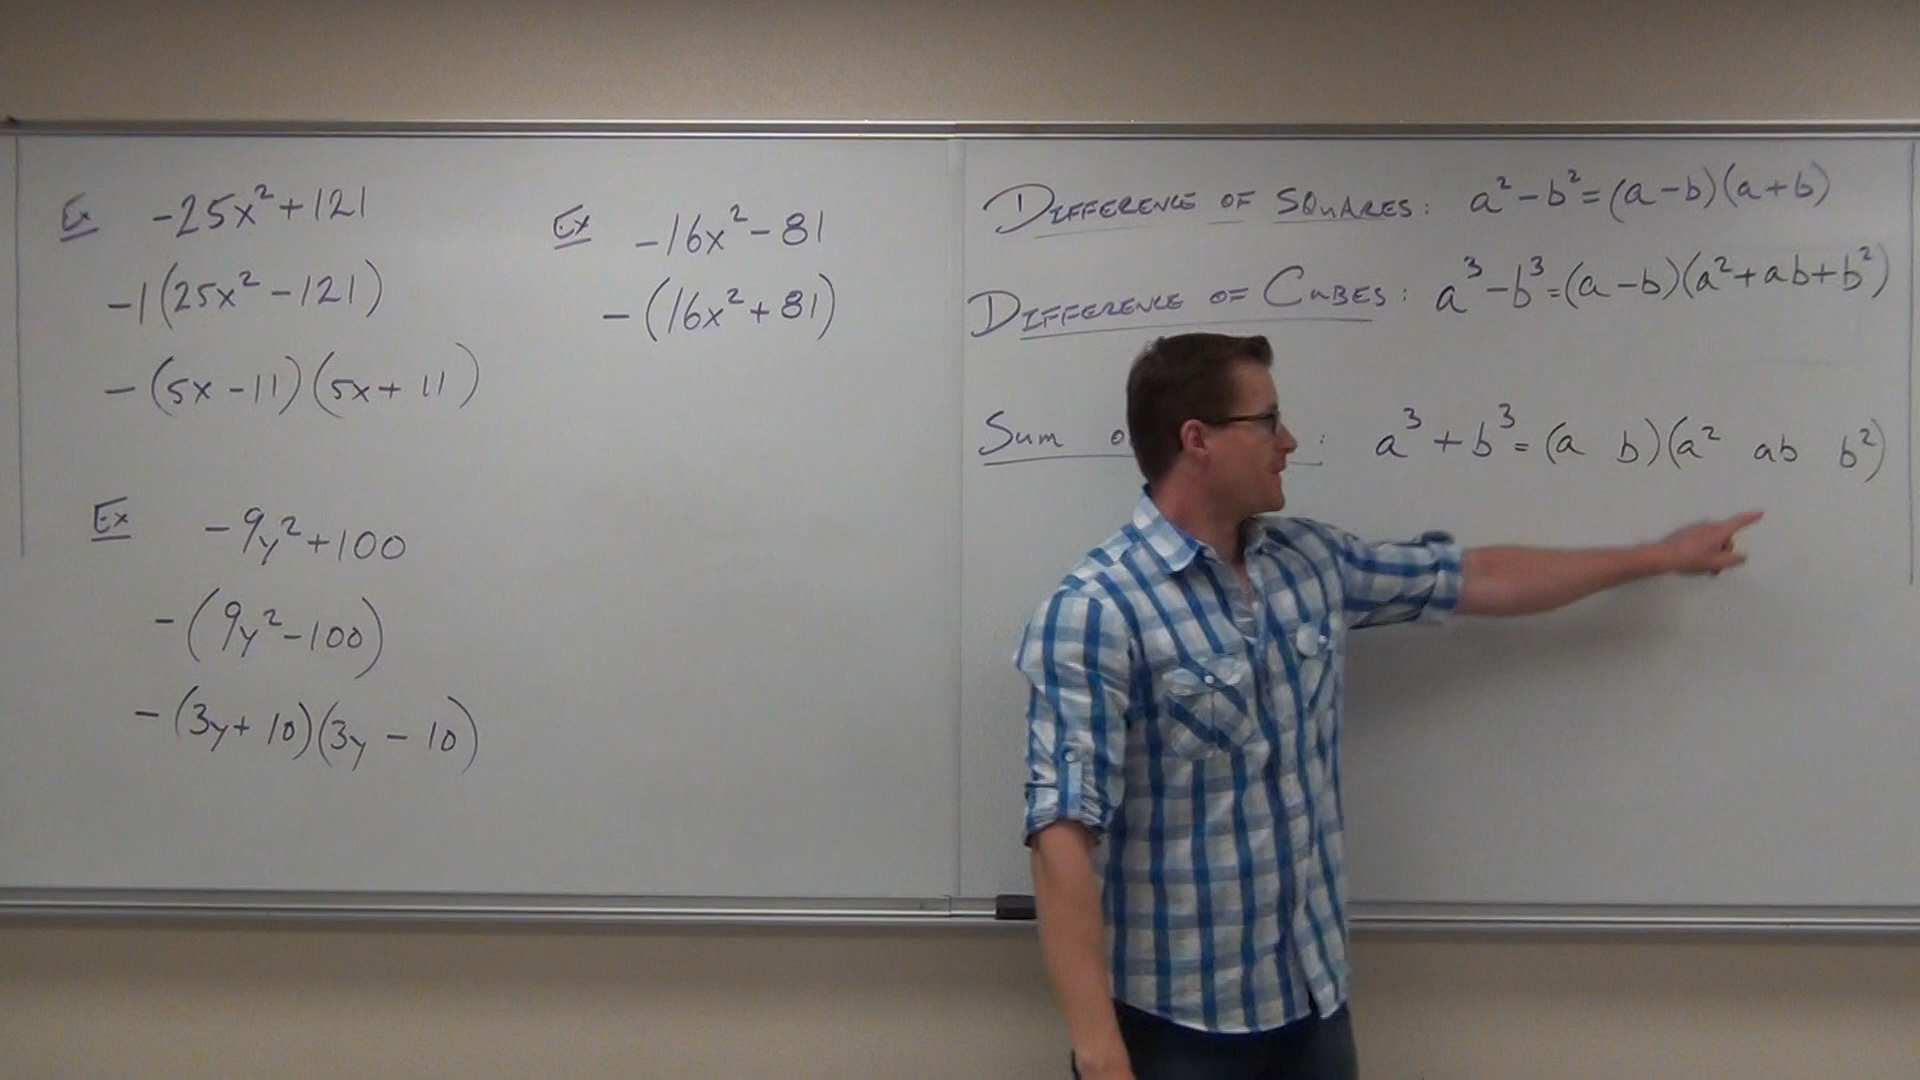 Ex -25x²+121
-1(25x²-121)
-(5x-11)(5x+11)
Ex -16x²-81
-(16x²+81)
Ex -9y²+100
-(9y²-100)
-(3y+10)(3y-10)
DIFFERENCE OF SQUARES: a²-b²=(a-b)(a+b)
DIFFERENCE OF CUBES: a³-b³=(a-b)(a²+ab+b²)
SUM : a³+b³=(a b)(a² ab b²)